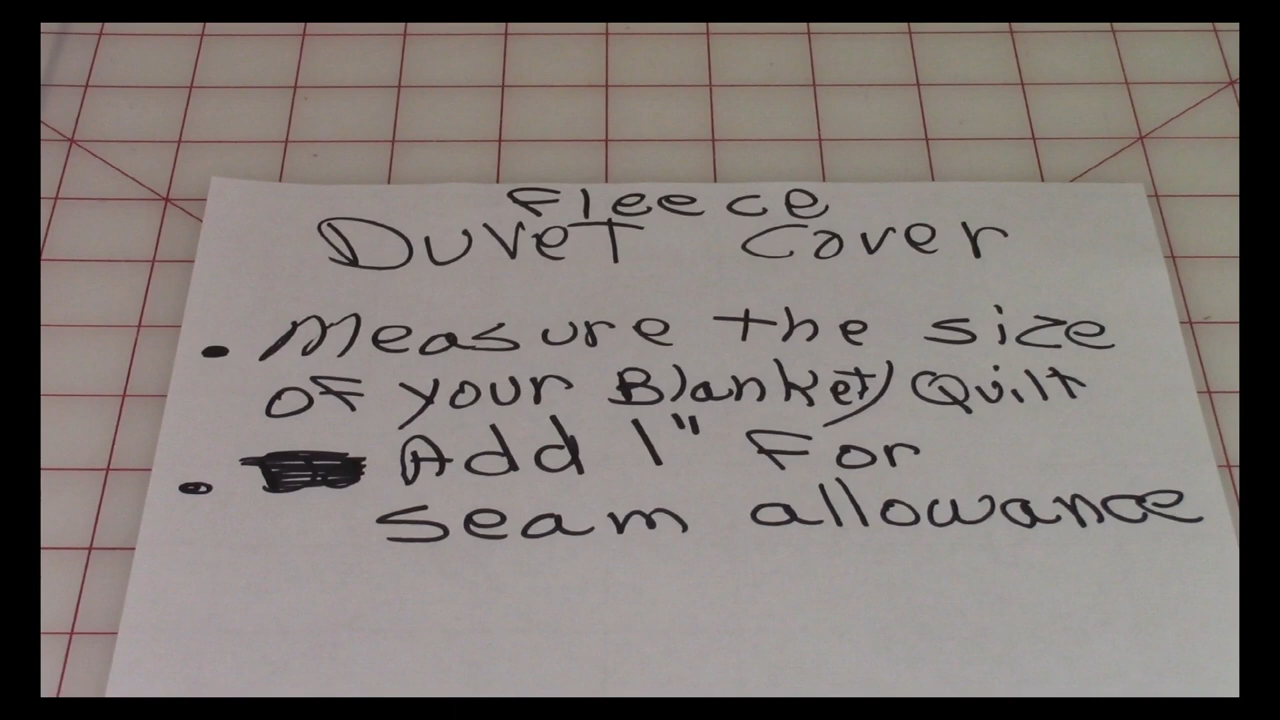 Fleece
Duvet Cover
• Measure the size
of your Blanket/Quilt
• Add 1" For
seam allowance